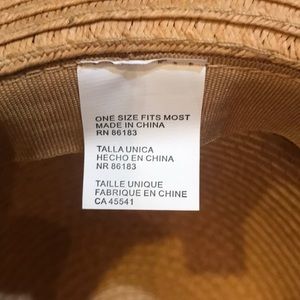 ONE SIZE FITS MOST
MADE IN CHINA
RN 86183
TALLA UNICA
HECHO EN CHINA
NR 86183
TAILLE UNIQUE
FABRIQUE EN CHINE
CA 45541